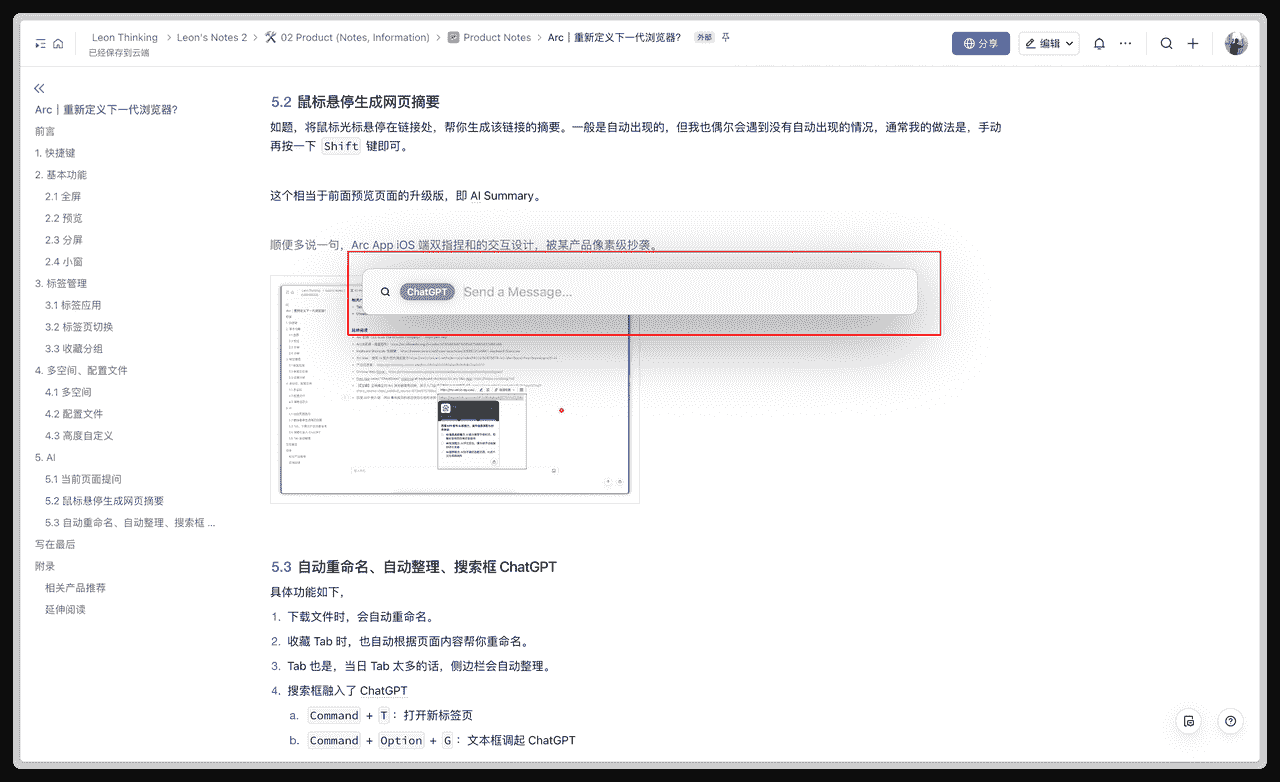 Leon Thinking > Leon's Notes 2 > 🛠 02 Product (Notes, Information) > Product Notes > Arc｜重新定义下一代浏览器? 外部
已经保存到云端
分享
编辑
Arc｜重新定义下一代浏览器?
前言
1. 快捷键
2. 基本功能
2.1 全屏
2.2 预览
2.3 分屏
2.4 小窗
3. 标签管理
3.1 标签应用
3.2 标签页切换
3.3 收藏分组
4. 多空间、配置文件
4.1 多空间
4.2 配置文件
4.3 高度自定义
5. AI
5.1 当前页面提问
5.2 鼠标悬停生成网页摘要
5.3 自动重命名、自动整理、搜索框 ...
写在最后
附录
相关产品推荐
延伸阅读
5.2 鼠标悬停生成网页摘要
如题，将鼠标光标悬停在链接处，帮你生成该链接的摘要。一般是自动出现的，但我也偶尔会遇到没有自动出现的情况，通常我的做法是，手动
再按一下 Shift 键即可。
这个相当于前面预览页面的升级版，即 AI Summary。
顺便多说一句，Arc App iOS 端双指捏和的交互设计，被某产品像素级抄袭。
ChatGPT Send a Message...
5.3 自动重命名、自动整理、搜索框 ChatGPT
具体功能如下，
1. 下载文件时，会自动重命名。
2. 收藏 Tab 时，也自动根据页面内容帮你重命名。
3. Tab 也是，当日 Tab 太多的话，侧边栏会自动整理。
4. 搜索框融入了 ChatGPT
a. Command + T：打开新标签页
b. Command + Option + G：文本框调起 ChatGPT